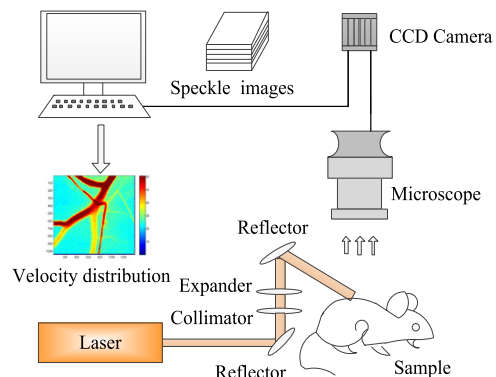 CCD Camera
Speckle images
Microscope
Reflector
Velocity distribution
Expander
Collimator
Laser
Reflector
Sample